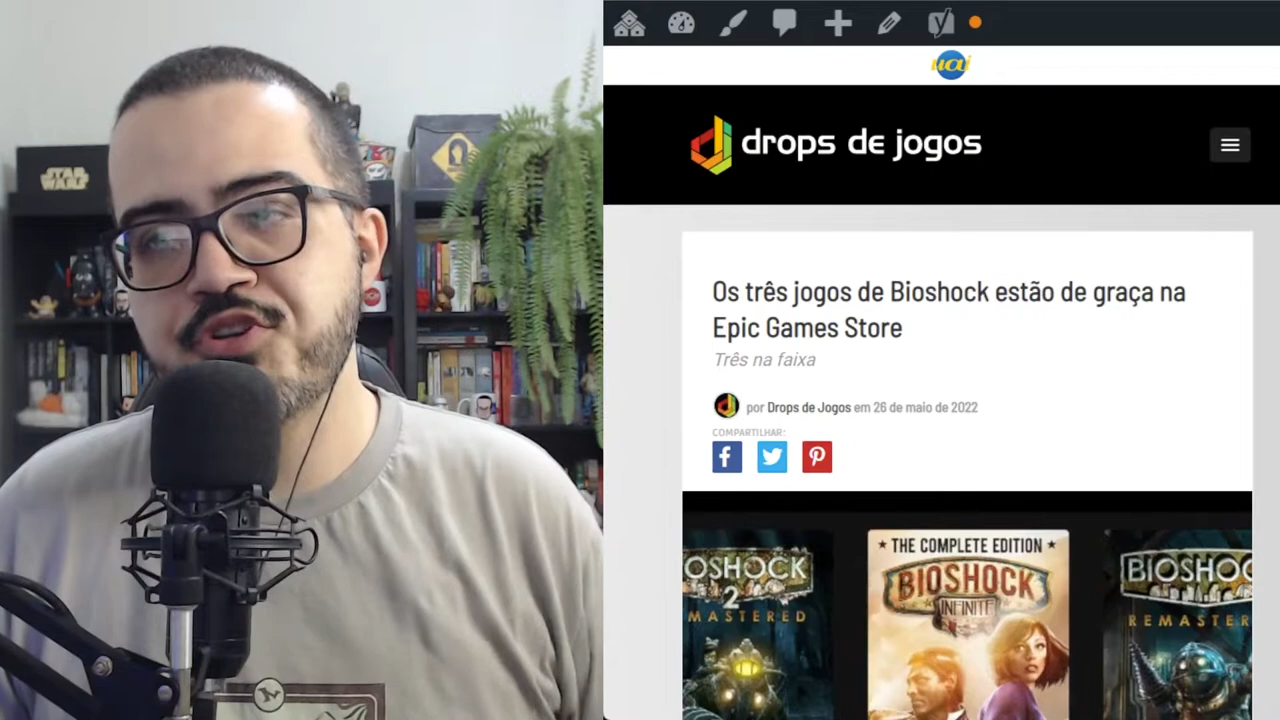 STAR
WARS
uai
drops de jogos
Os três jogos de Bioshock estão de graça na
Epic Games Store
Três na faixa
por Drops de Jogos em 26 de maio de 2022
COMPARTILHAR:
OSHOCK
2
MASTERED
★ THE COMPLETE EDITION ★
BIOSHOCK
INFINITE
BIOSHOC
REMASTER